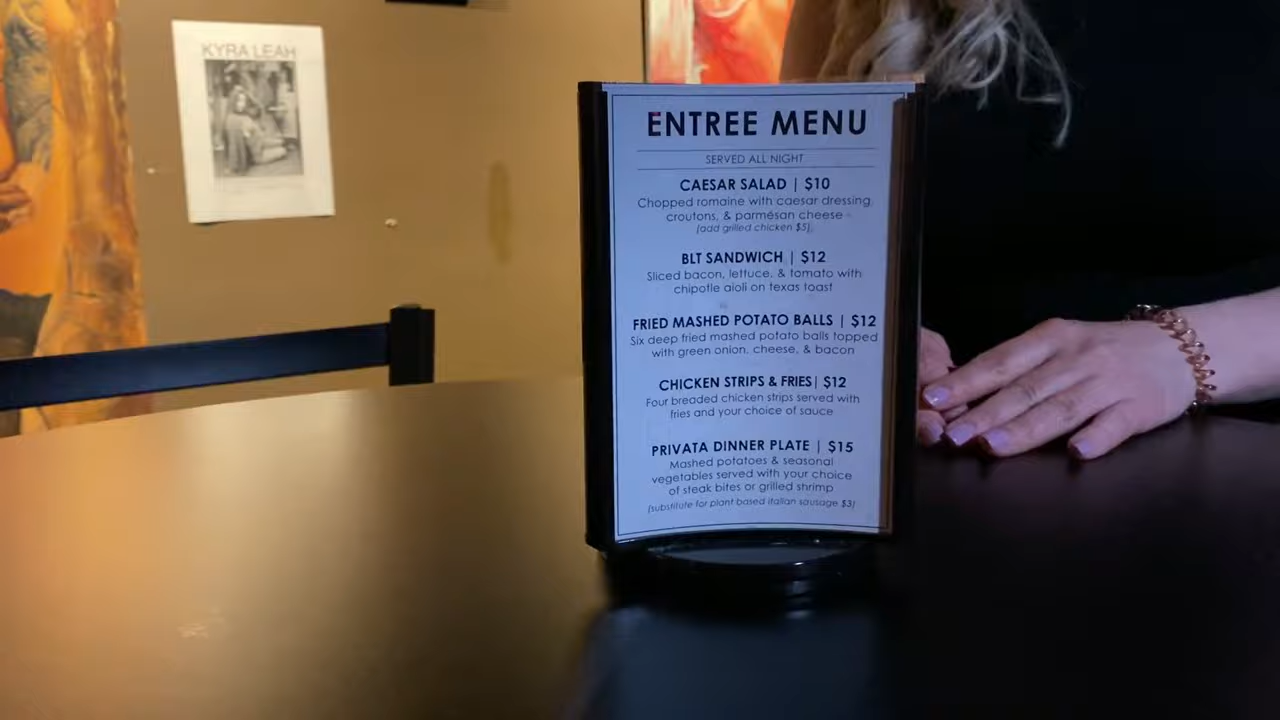 KYRA LEAH
ENTREE MENU
SERVED ALL NIGHT
CAESAR SALAD | $10
Chopped romaine with caesar dressing,
croutons, & parmesan cheese
(add grilled chicken $5)
BLT SANDWICH | $12
Sliced bacon, lettuce, & tomato with
chipotle aioli on texas toast
FRIED MASHED POTATO BALLS | $12
Six deep fried mashed potato balls topped
with green onion, cheese, & bacon
CHICKEN STRIPS & FRIES| $12
Four breaded chicken strips served with
fries and your choice of sauce
PRIVATA DINNER PLATE | $15
Mashed potatoes & seasonal
vegetables served with your choice
of steak bites or grilled shrimp
(substitute for plant based italian sausage $3)